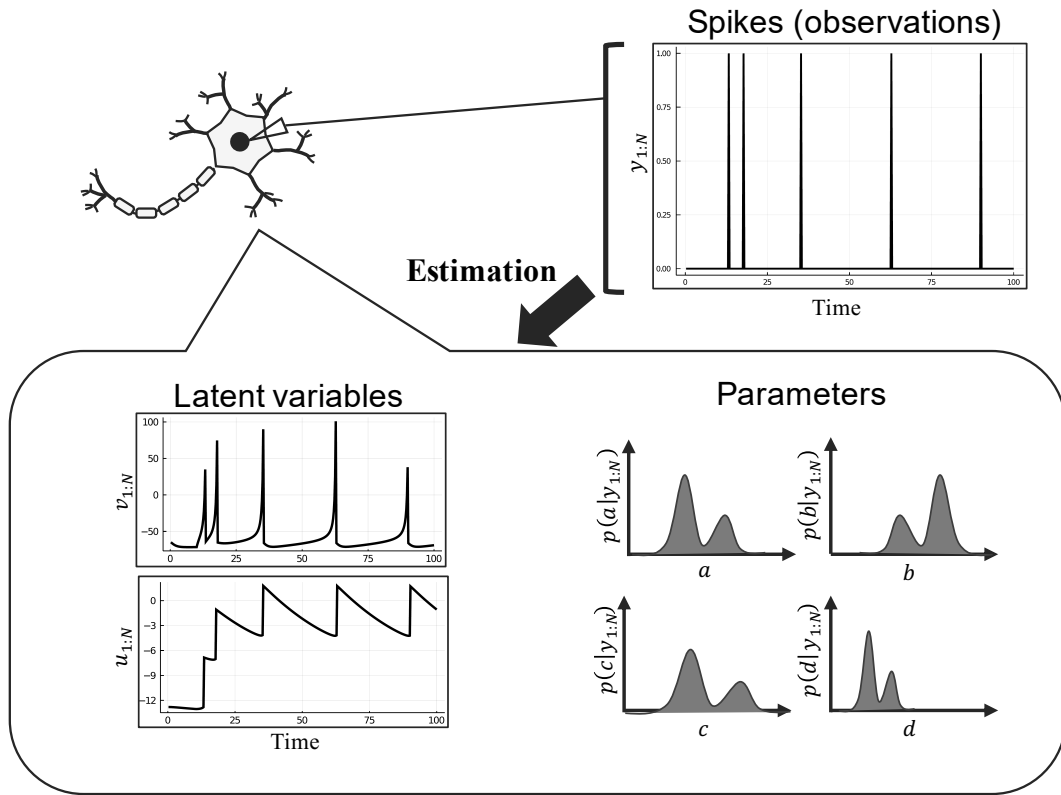 Spikes (observations)
y₁:N
1.00
0.75
0.50
0.25
0.00
0 25 50 75 100
Time
Estimation
Latent variables
v₁:N
100
50
0
−50
0 25 50 75 100
u₁:N
0
−3
−6
−9
−12
0 25 50 75 100
Time
Parameters
p(a|y₁:N)
a
p(b|y₁:N)
b
p(c|y₁:N)
c
p(d|y₁:N)
d